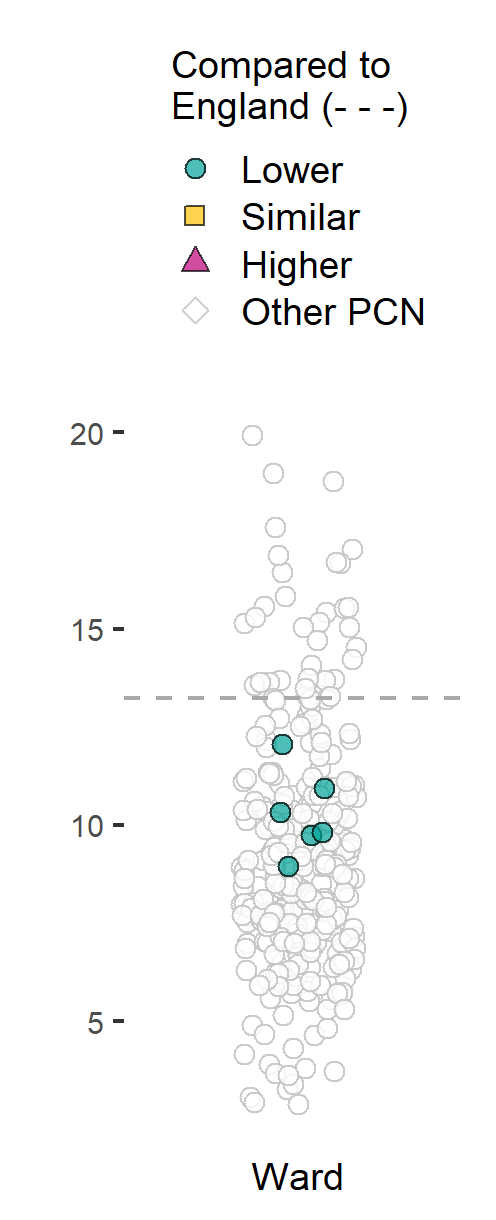 Compared to
England (- - -)
Lower
Similar
Higher
Other PCN
20
15
10
5
Ward